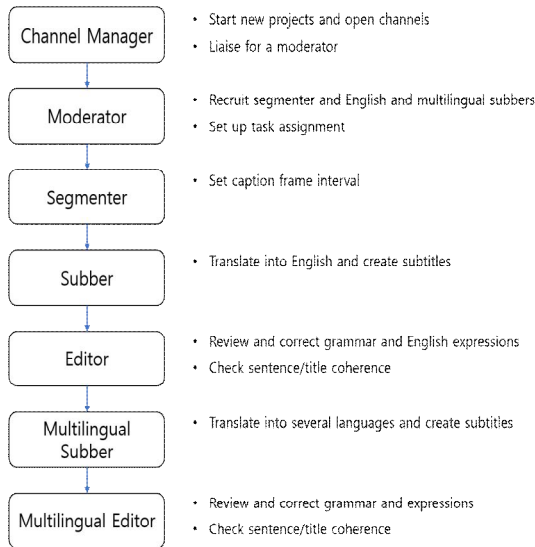 Channel Manager
• Start new projects and open channels
• Liaise for a moderator
Moderator
• Recruit segmenter and English and multilingual subbers
• Set up task assignment
Segmenter
• Set caption frame interval
Subber
• Translate into English and create subtitles
Editor
• Review and correct grammar and English expressions
• Check sentence/title coherence
Multilingual
Subber
• Translate into several languages and create subtitles
Multilingual Editor
• Review and correct grammar and expressions
• Check sentence/title coherence